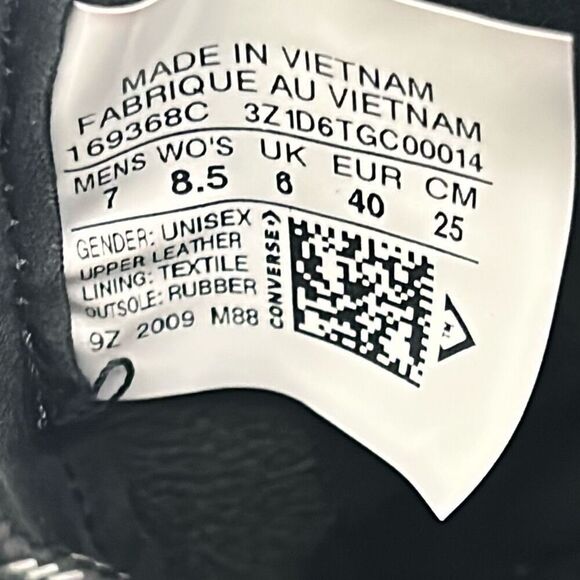 MADE IN VIETNAM
FABRIQUE AU VIETNAM
169368C 3Z1D6TGC00014
MENS WO'S UK EUR CM
7 8.5 6 40 25
GENDER: UNISEX
UPPER LEATHER
LINING: TEXTILE
OUTSOLE: RUBBER
9Z 2009 M88
CONVERSE
TM